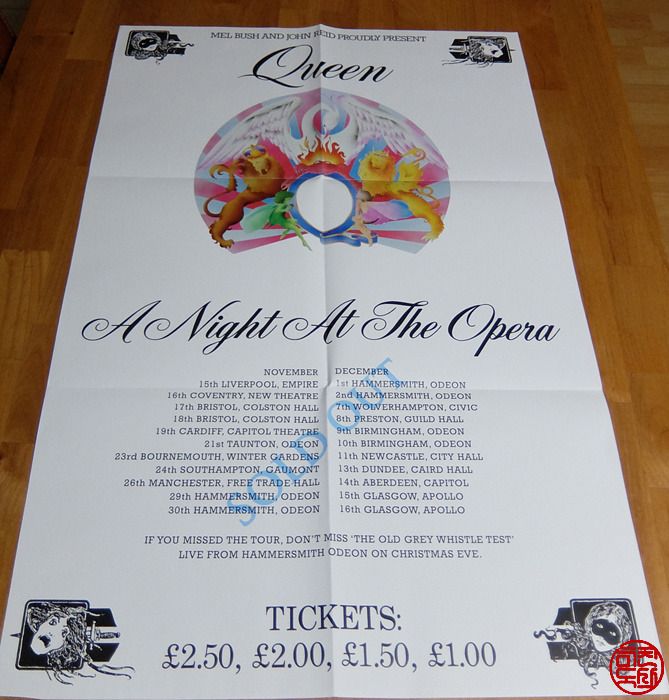 MEL BUSH AND JOHN REID PROUDLY PRESENT
Queen
A Night At The Opera
NOVEMBER
15th LIVERPOOL, EMPIRE
16th COVENTRY, NEW THEATRE
17th BRISTOL, COLSTON HALL
18th BRISTOL, COLSTON HALL
19th CARDIFF, CAPITOL THEATRE
21st TAUNTON, ODEON
23rd BOURNEMOUTH, WINTER GARDENS
24th SOUTHAMPTON, GAUMONT
26th MANCHESTER, FREE TRADE HALL
29th HAMMERSMITH, ODEON
30th HAMMERSMITH, ODEON
DECEMBER
1st HAMMERSMITH, ODEON
2nd HAMMERSMITH, ODEON
7th WOLVERHAMPTON, CIVIC
8th PRESTON, GUILD HALL
9th BIRMINGHAM, ODEON
10th BIRMINGHAM, ODEON
11th NEWCASTLE, CITY HALL
13th DUNDEE, CAIRD HALL
14th ABERDEEN, CAPITOL
15th GLASGOW, APOLLO
16th GLASGOW, APOLLO
SOLD OUT
IF YOU MISSED THE TOUR, DON'T MISS 'THE OLD GREY WHISTLE TEST'
LIVE FROM HAMMERSMITH ODEON ON CHRISTMAS EVE.
TICKETS:
£2.50, £2.00, £1.50, £1.00